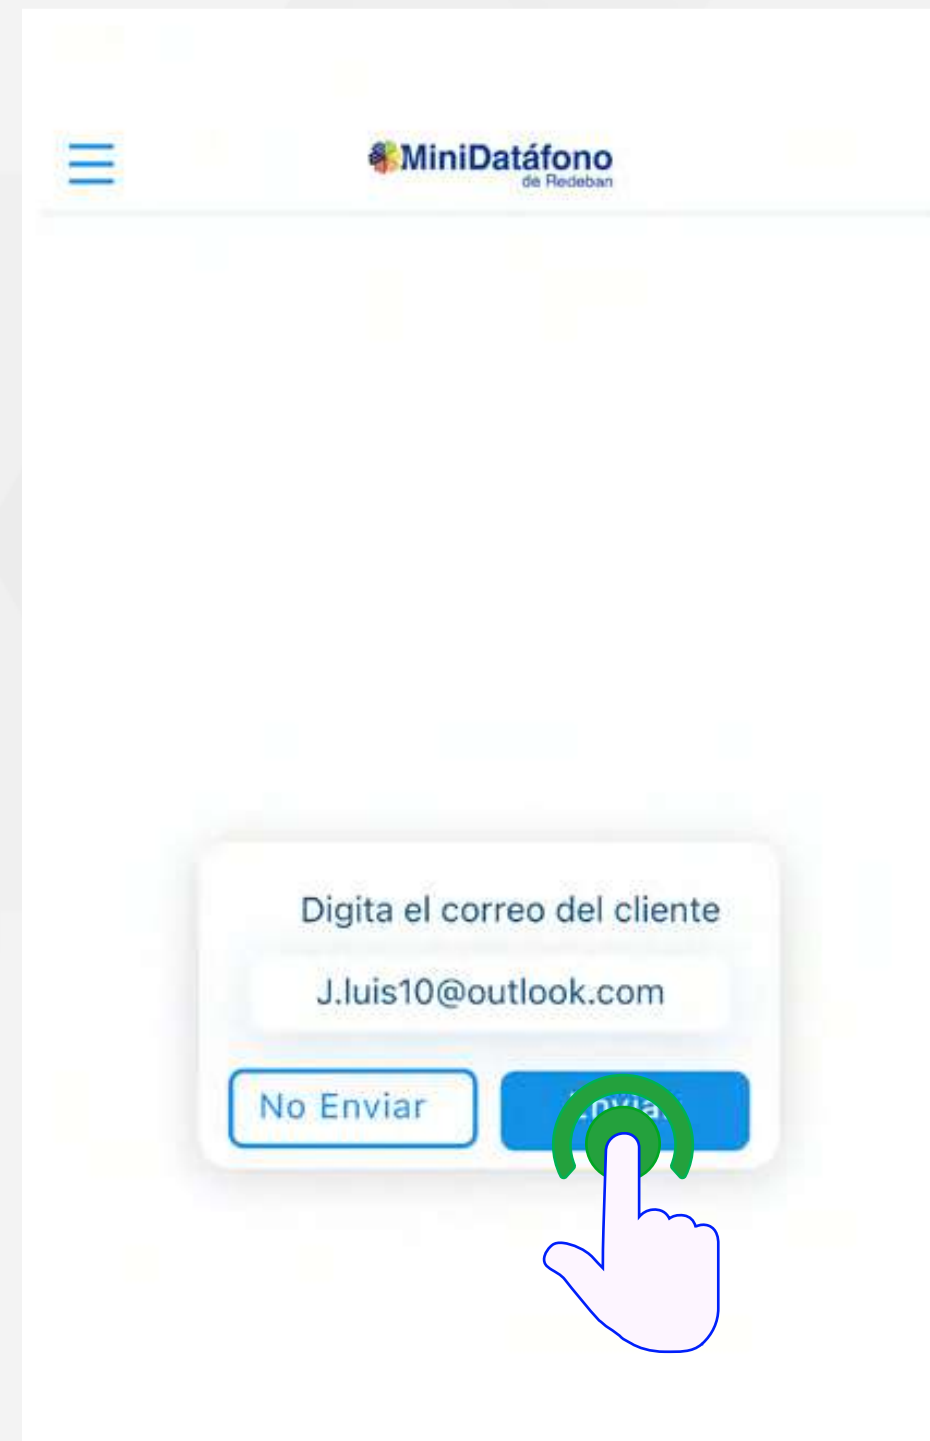 MiniDatáfono
de Redeban
Digita el correo del cliente
J.luis10@outlook.com
No Enviar